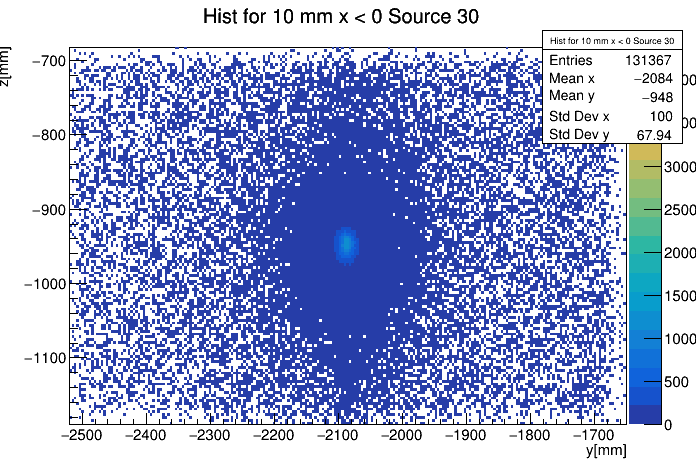 Hist for 10 mm x < 0 Source 30
Hist for 10 mm x < 0 Source 30
Entries 131367
Mean x −2084
Mean y −948
Std Dev x 100
Std Dev y 67.94
z[mm]
−700
−800
−900
−1000
−1100
3000
2500
2000
1500
1000
500
0
−2500 −2400 −2300 −2200 −2100 −2000 −1900 −1800 −1700
y[mm]